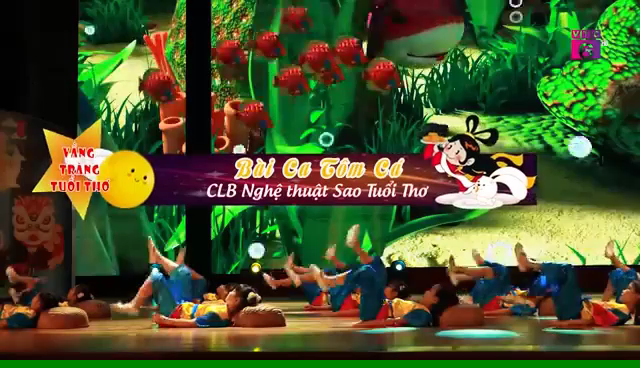 VẦNG
TRĂNG
TUỔI THƠ
Bài Ca Tôm Cá
CLB Nghệ thuật Sao Tuổi Thơ